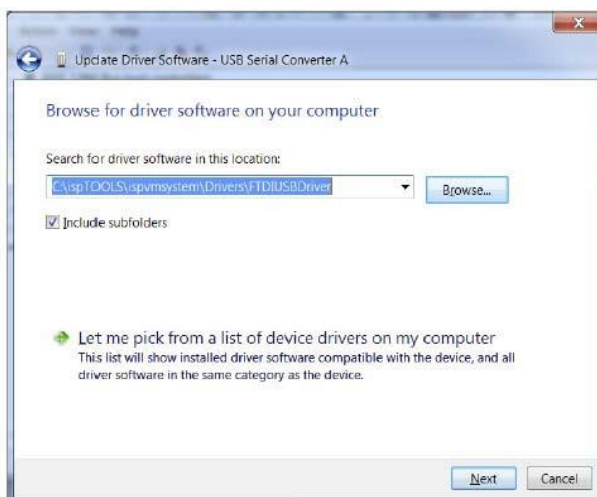 Update Driver Software - USB Serial Converter A
Browse for driver software on your computer
Search for driver software in this location:
C:\ispTOOLS\ispvmsystem\Drivers\FTDIUSBDriver
Browse...
Include subfolders
Let me pick from a list of device drivers on my computer
This list will show installed driver software compatible with the device, and all
driver software in the same category as the device.
Next
Cancel